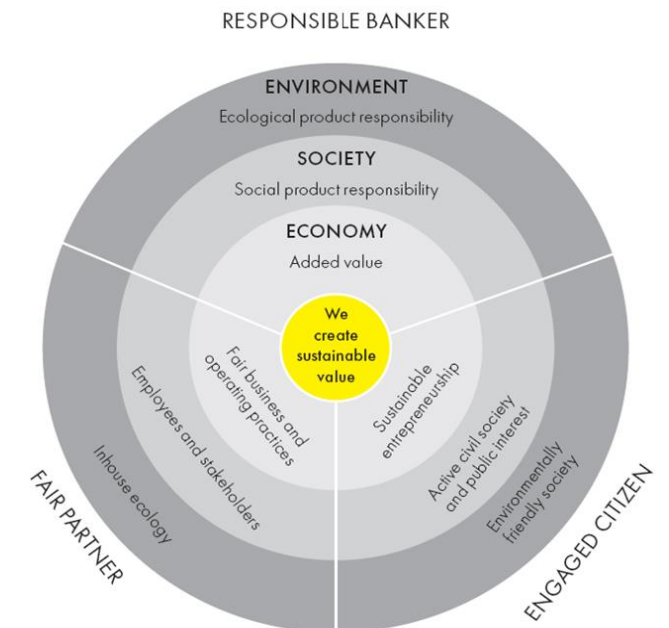 RESPONSIBLE BANKER
ENVIRONMENT
Ecological product responsibility
SOCIETY
Social product responsibility
ECONOMY
Added value
We
create
sustainable
value
Fair business and
operating practices
Employees and stakeholders
Inhouse ecology
FAIR PARTNER
Sustainable
entrepreneurship
Active civil society
and public interest
Environmentally
friendly society
ENGAGED CITIZEN